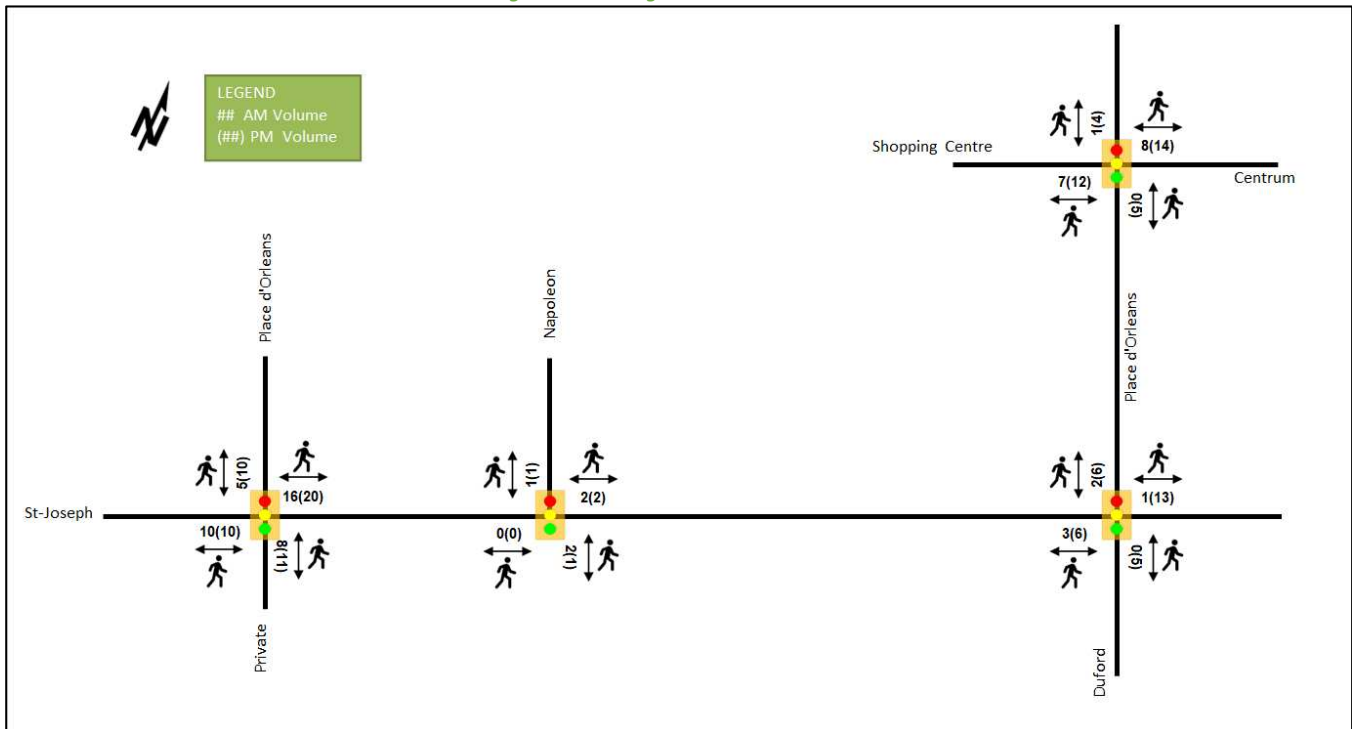 LEGEND
## AM Volume
(##) PM Volume
1(4)
8(14)
Shopping Centre
Centrum
7(12)
0(5)
Place d'Orleans
Napoleon
Place d'Orleans
5(10)
16(20)
1(1)
2(2)
2(6)
1(13)
St-Joseph
10(10)
8(11)
0(0)
2(1)
3(6)
0(5)
Private
Duford